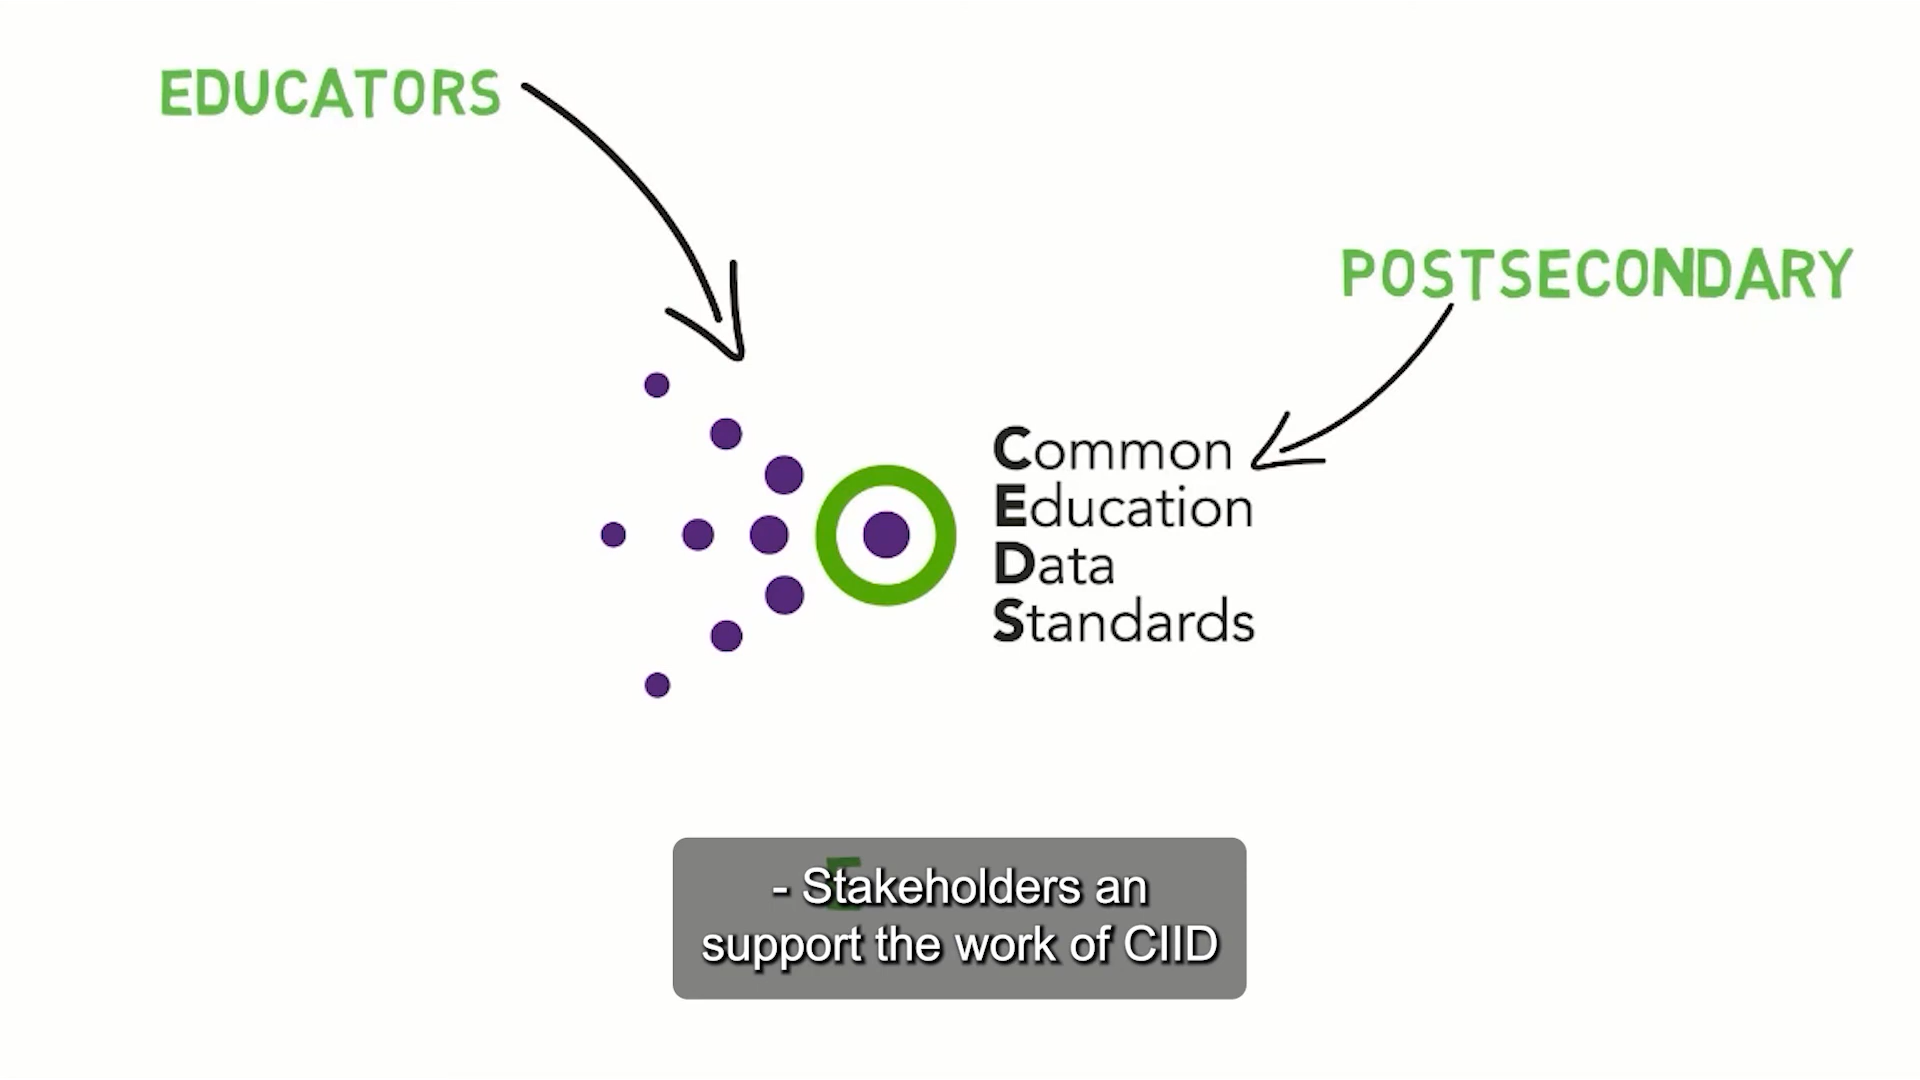 EDUCATORS
POSTSECONDARY
Common
Education
Data
Standards
- Stakeholders an
support the work of CIID